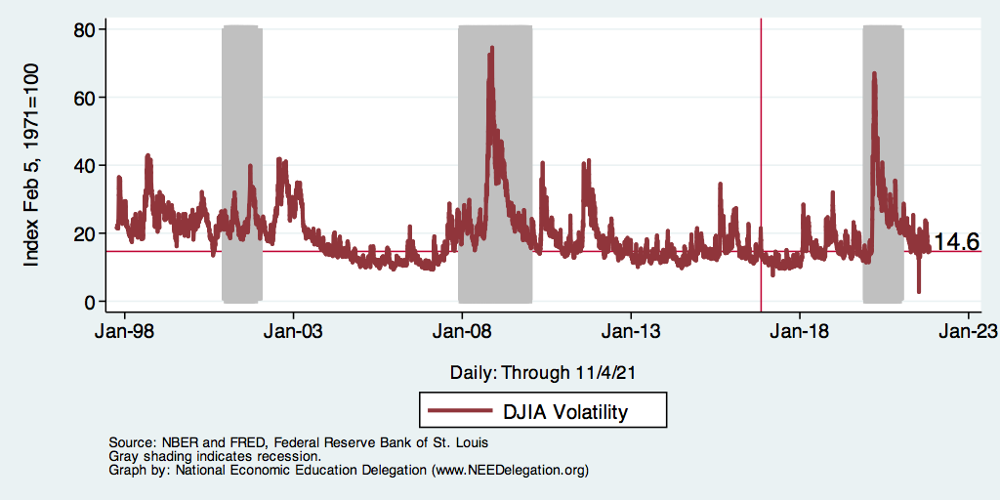 Index Feb 5, 1971=100
80
60
40
20
0
14.6
Jan-98 Jan-03 Jan-08 Jan-13 Jan-18 Jan-23
Daily: Through 11/4/21
DJIA Volatility
Source: NBER and FRED, Federal Reserve Bank of St. Louis
Gray shading indicates recession.
Graph by: National Economic Education Delegation (www.NEEDelegation.org)